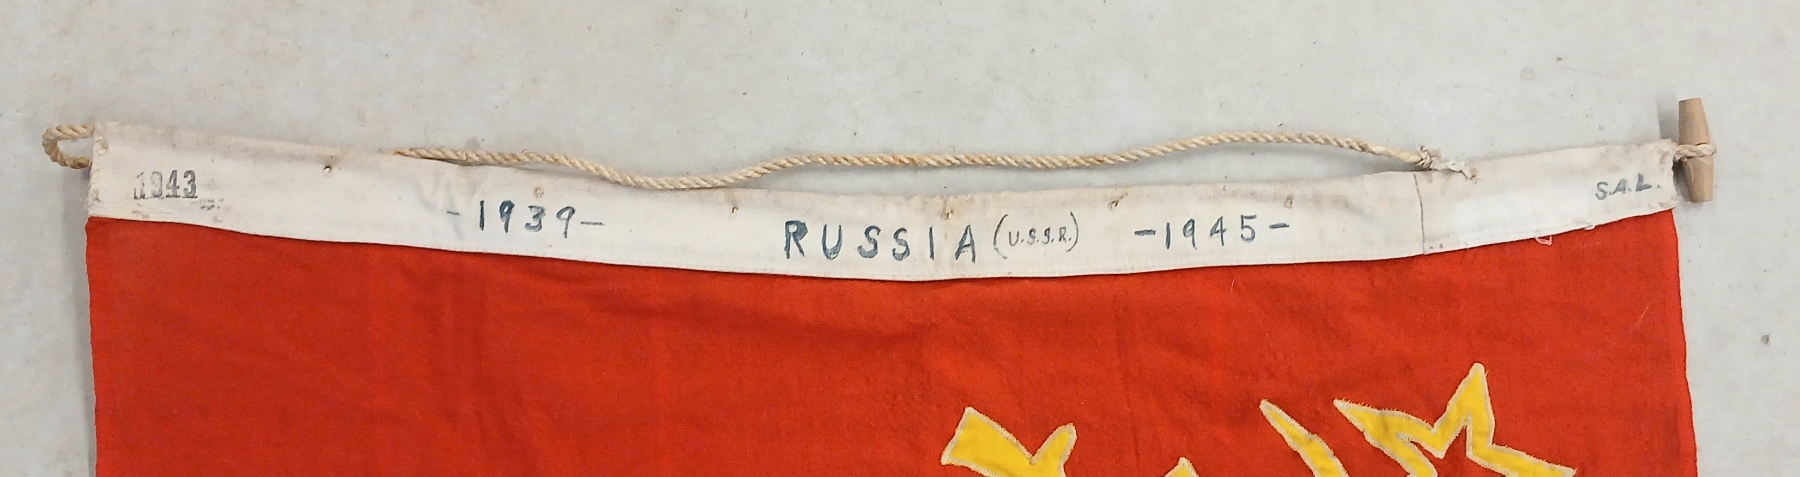 1943
-1939- RUSSIA (U.S.S.R.) -1945-
S.A.L.